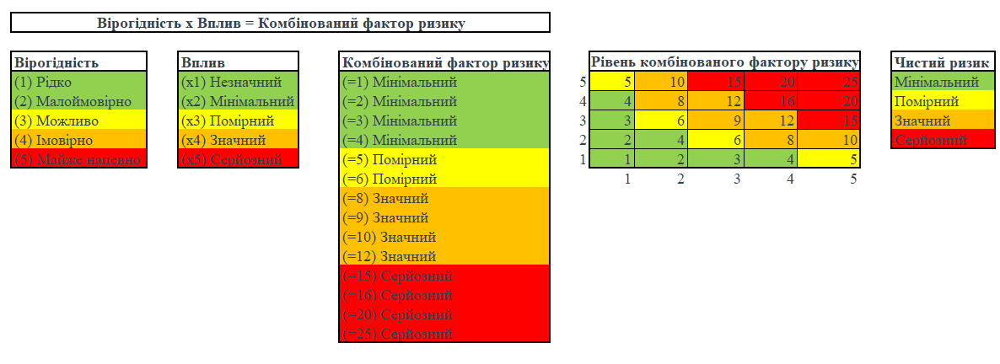 Вірогідність х Вплив = Комбінований фактор ризику
Вірогідність
(1) Рідко
(2) Малоймовірно
(3) Можливо
(4) Імовірно
(5) Майже напевно
Вплив
(х1) Незначний
(х2) Мінімальний
(х3) Помірний
(х4) Значний
(х5) Серйозний
Комбінований фактор ризику
(=1) Мінімальний
(=2) Мінімальний
(=3) Мінімальний
(=4) Мінімальний
(=5) Помірний
(=6) Помірний
(=8) Значний
(=9) Значний
(=10) Значний
(=12) Значний
(=15) Серйозний
(=16) Серйозний
(=20) Серйозний
(=25) Серйозний
Рівень комбінованого фактору ризику
5 5 10 15 20 25
4 4 8 12 16 20
3 3 6 9 12 15
2 2 4 6 8 10
1 1 2 3 4 5
1 2 3 4 5
Чистий ризик
Мінімальний
Помірний
Значний
Серйозний